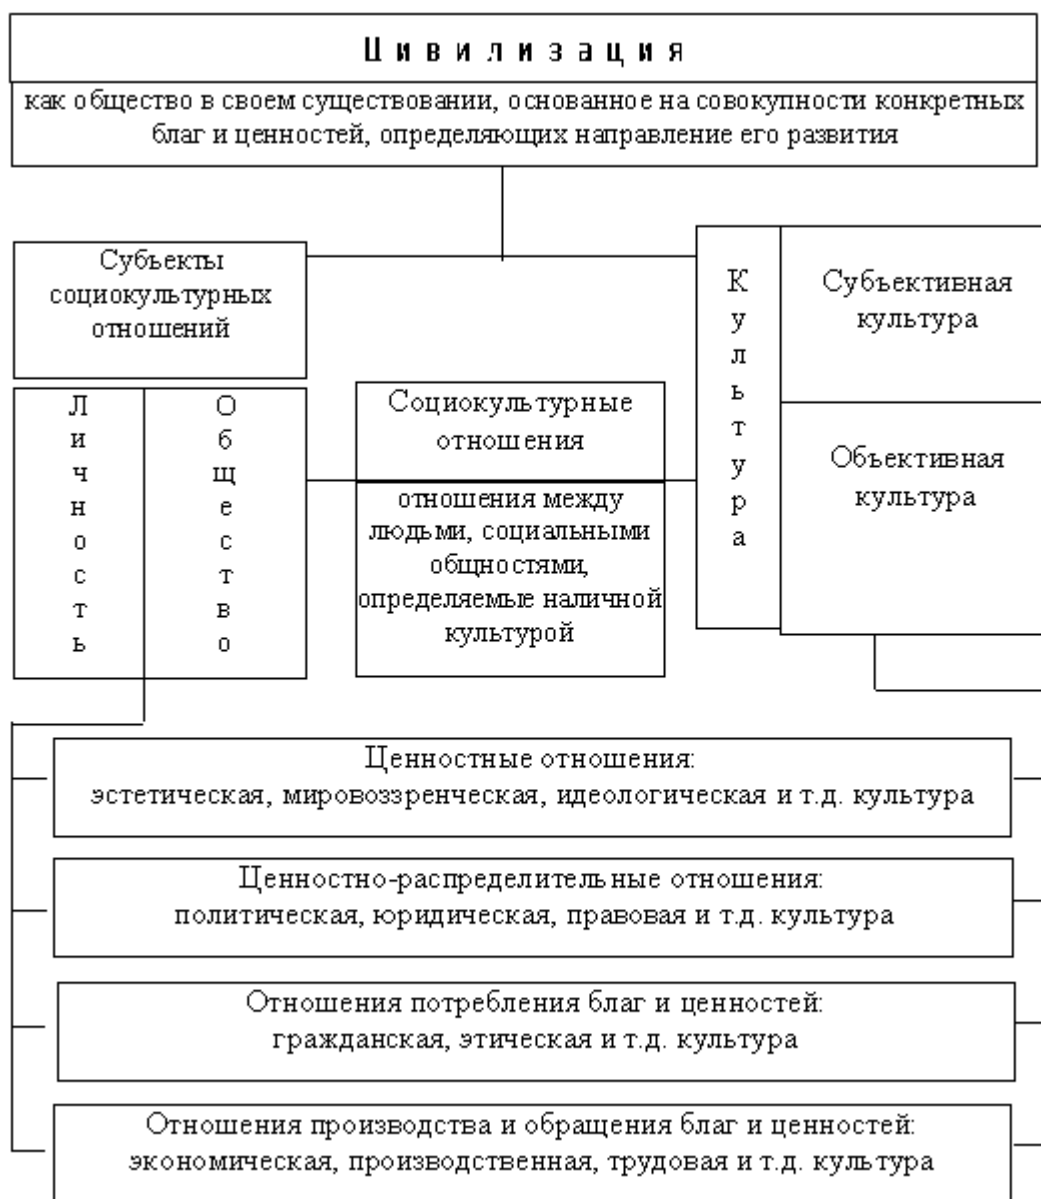 Цивилизация
как общество в своем существовании, основанное на совокупности конкретных
благ и ценностей, определяющих направление его развития
Субъекты
социокультурных
отношений
Личность
Общество
Социокультурные
отношения
отношения между
людьми, социальными
общностями,
определяемые наличной
культурой
Культура
Субъективная
культура
Объективная
культура
Ценностные отношения:
эстетическая, мировоззренческая, идеологическая и т.д. культура
Ценностно-распределительные отношения:
политическая, юридическая, правовая и т.д. культура
Отношения потребления благ и ценностей:
гражданская, этическая и т.д. культура
Отношения производства и обращения благ и ценностей:
экономическая, производственная, трудовая и т.д. культура